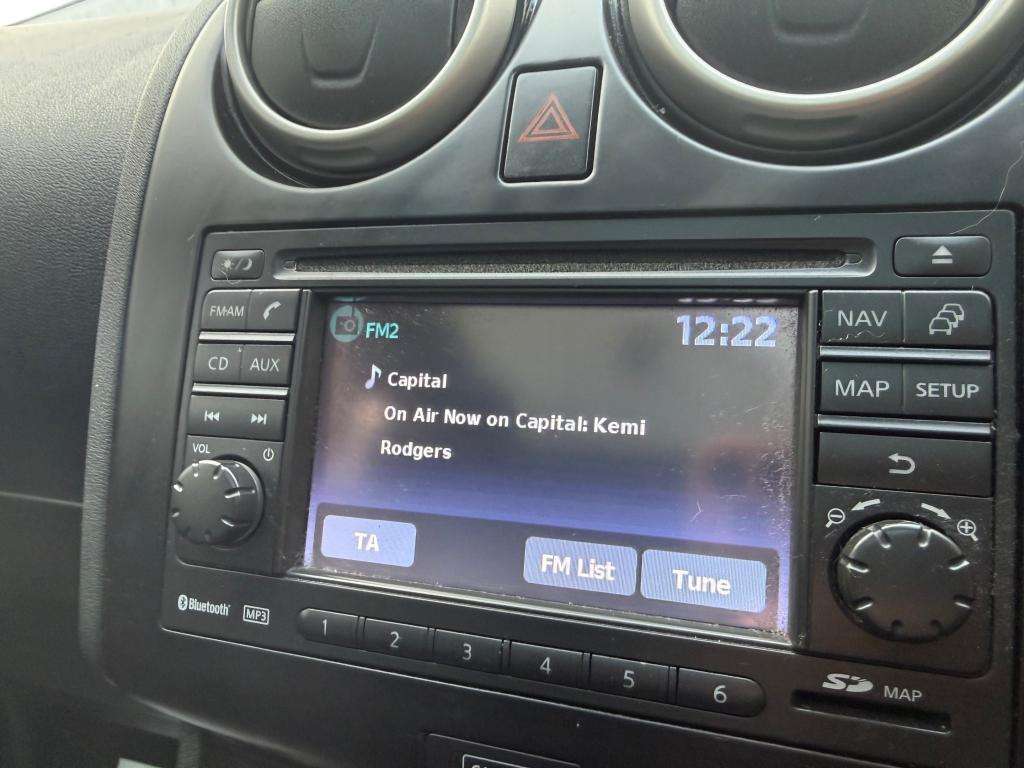 FM·AM
CD AUX
VOL
FM2
12:22
Capital
On Air Now on Capital: Kemi
Rodgers
TA
FM List
Tune
NAV
MAP SETUP
Bluetooth MP3
1 2 3 4 5 6
SD MAP